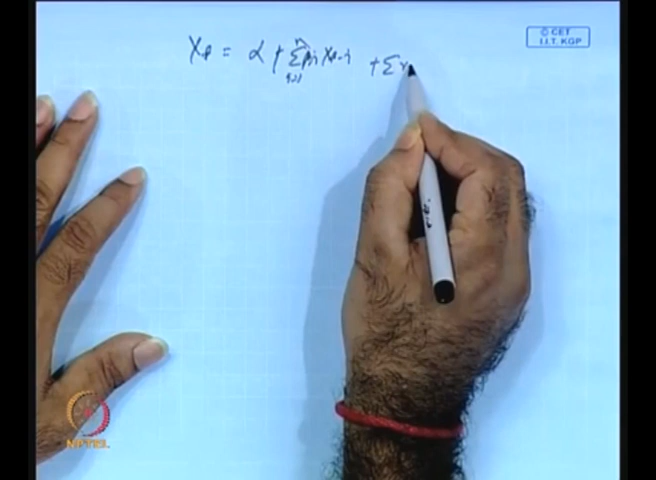 © CET
I.I.T. KGP
X_t = α + Σ_{i=1}^{n} β_i X_{t-i} + Σ γ
NPTEL